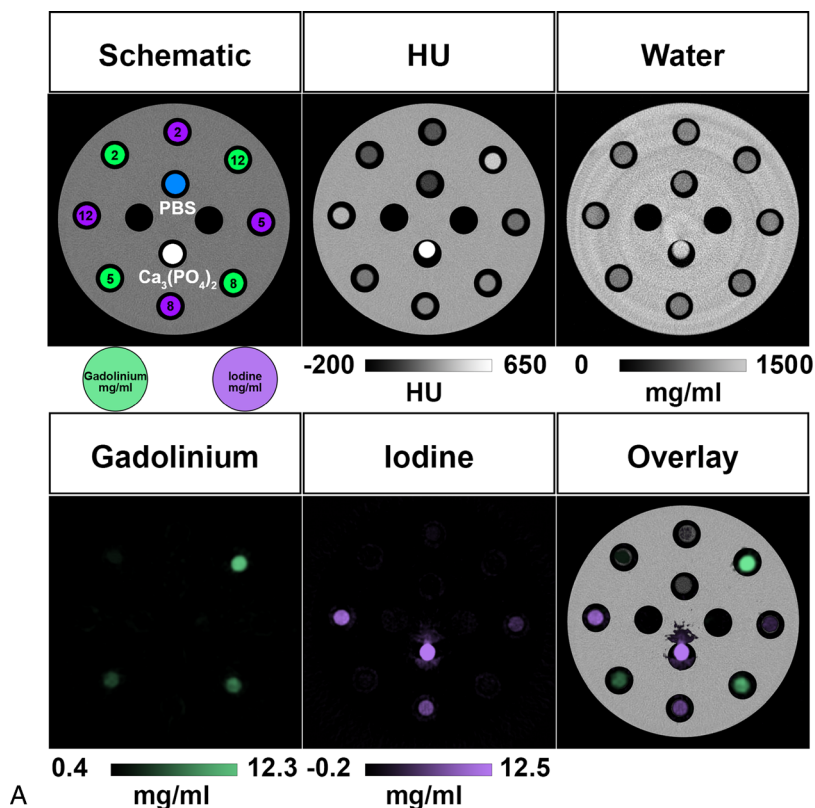 Schematic HU Water
2
2
12
PBS
12
5
Ca3(PO4)2
5
8
8
Gadolinium
mg/ml
Iodine
mg/ml
-200 650
HU
0 1500
mg/ml
Gadolinium Iodine Overlay
0.4 12.3
mg/ml
-0.2 12.5
mg/ml
A